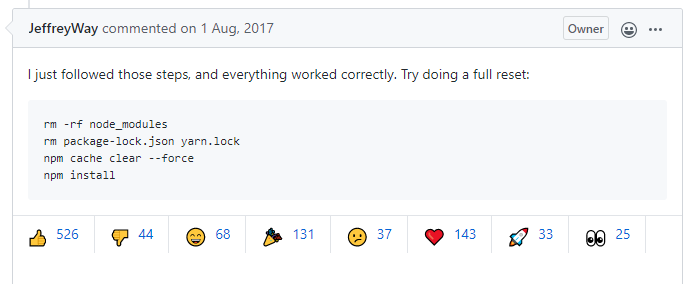 JeffreyWay commented on 1 Aug, 2017 Owner
I just followed those steps, and everything worked correctly. Try doing a full reset:
rm -rf node_modules
rm package-lock.json yarn.lock
npm cache clear --force
npm install
526 44 68 131 37 143 33 25